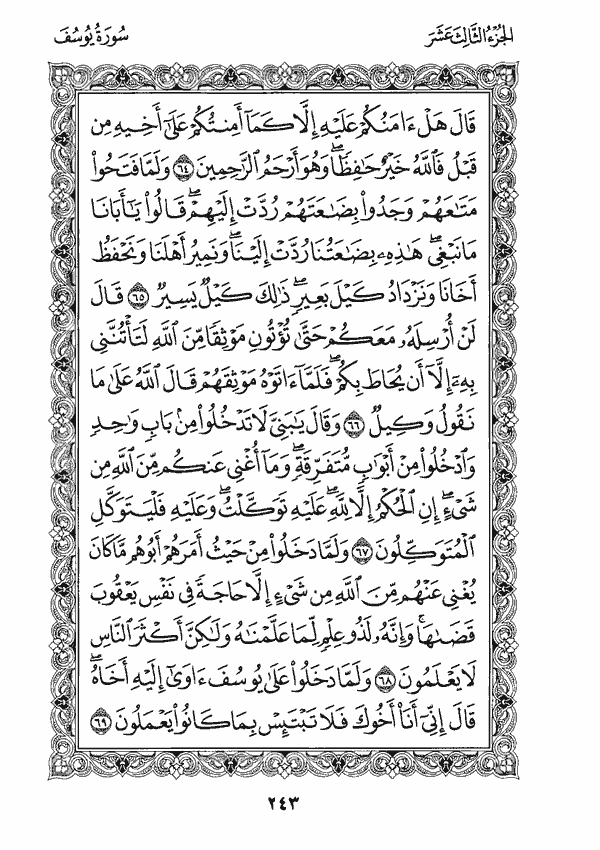 الجزء الثالث عشر
سورة يوسف
قَالَ هَلْ ءَامَنُكُمْ عَلَيْهِ إِلَّا كَمَآ أَمِنتُكُمْ عَلَىٰٓ أَخِيهِ مِن
قَبْلُ فَٱللَّهُ خَيْرٌ حَٰفِظًا ۖ وَهُوَ أَرْحَمُ ٱلرَّٰحِمِينَ ٦٤ وَلَمَّا فَتَحُوا۟
مَتَٰعَهُمْ وَجَدُوا۟ بِضَٰعَتَهُمْ رُدَّتْ إِلَيْهِمْ ۖ قَالُوا۟ يَٰٓأَبَانَا
مَا نَبْغِى ۖ هَٰذِهِۦ بِضَٰعَتُنَا رُدَّتْ إِلَيْنَا ۖ وَنَمِيرُ أَهْلَنَا وَنَحْفَظُ
أَخَانَا وَنَزْدَادُ كَيْلَ بَعِيرٍ ۖ ذَٰلِكَ كَيْلٌ يَسِيرٌ ٦٥ قَالَ
لَنْ أُرْسِلَهُۥ مَعَكُمْ حَتَّىٰ تُؤْتُونِ مَوْثِقًا مِّنَ ٱللَّهِ لَتَأْتُنَّنِى
بِهِۦٓ إِلَّآ أَن يُحَاطَ بِكُمْ ۖ فَلَمَّآ ءَاتَوْهُ مَوْثِقَهُمْ قَالَ ٱللَّهُ عَلَىٰ مَا
نَقُولُ وَكِيلٌ ٦٦ وَقَالَ يَٰبَنِىَّ لَا تَدْخُلُوا۟ مِنۢ بَابٍ وَٰحِدٍ
وَٱدْخُلُوا۟ مِنْ أَبْوَٰبٍ مُّتَفَرِّقَةٍ ۖ وَمَآ أُغْنِى عَنكُم مِّنَ ٱللَّهِ مِن
شَىْءٍ ۖ إِنِ ٱلْحُكْمُ إِلَّا لِلَّهِ ۖ عَلَيْهِ تَوَكَّلْتُ ۖ وَعَلَيْهِ فَلْيَتَوَكَّلِ
ٱلْمُتَوَكِّلُونَ ٦٧ وَلَمَّا دَخَلُوا۟ مِنْ حَيْثُ أَمَرَهُمْ أَبُوهُم مَّا كَانَ
يُغْنِى عَنْهُم مِّنَ ٱللَّهِ مِن شَىْءٍ إِلَّا حَاجَةً فِى نَفْسِ يَعْقُوبَ
قَضَىٰهَا ۚ وَإِنَّهُۥ لَذُو عِلْمٍ لِّمَا عَلَّمْنَٰهُ وَلَٰكِنَّ أَكْثَرَ ٱلنَّاسِ
لَا يَعْلَمُونَ ٦٨ وَلَمَّا دَخَلُوا۟ عَلَىٰ يُوسُفَ ءَاوَىٰٓ إِلَيْهِ أَخَاهُ ۖ
قَالَ إِنِّىٓ أَنَا۠ أَخُوكَ فَلَا تَبْتَئِسْ بِمَا كَانُوا۟ يَعْمَلُونَ ٦٩
٢٤٣